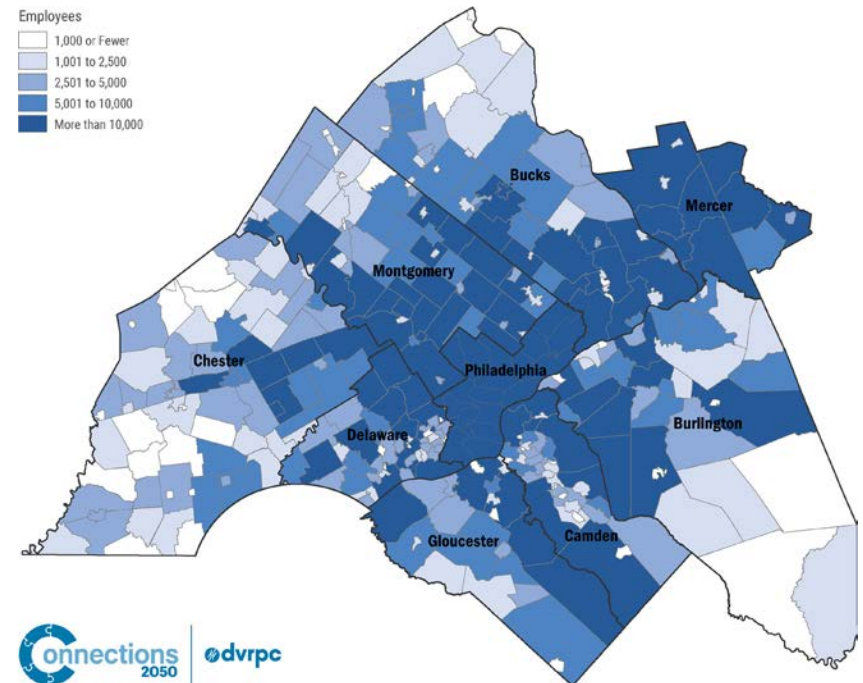 Employees
1,000 or Fewer
1,001 to 2,500
2,501 to 5,000
5,001 to 10,000
More than 10,000
Bucks
Mercer
Montgomery
Chester
Philadelphia
Delaware
Burlington
Gloucester
Camden
Connections
2050
dvrpc